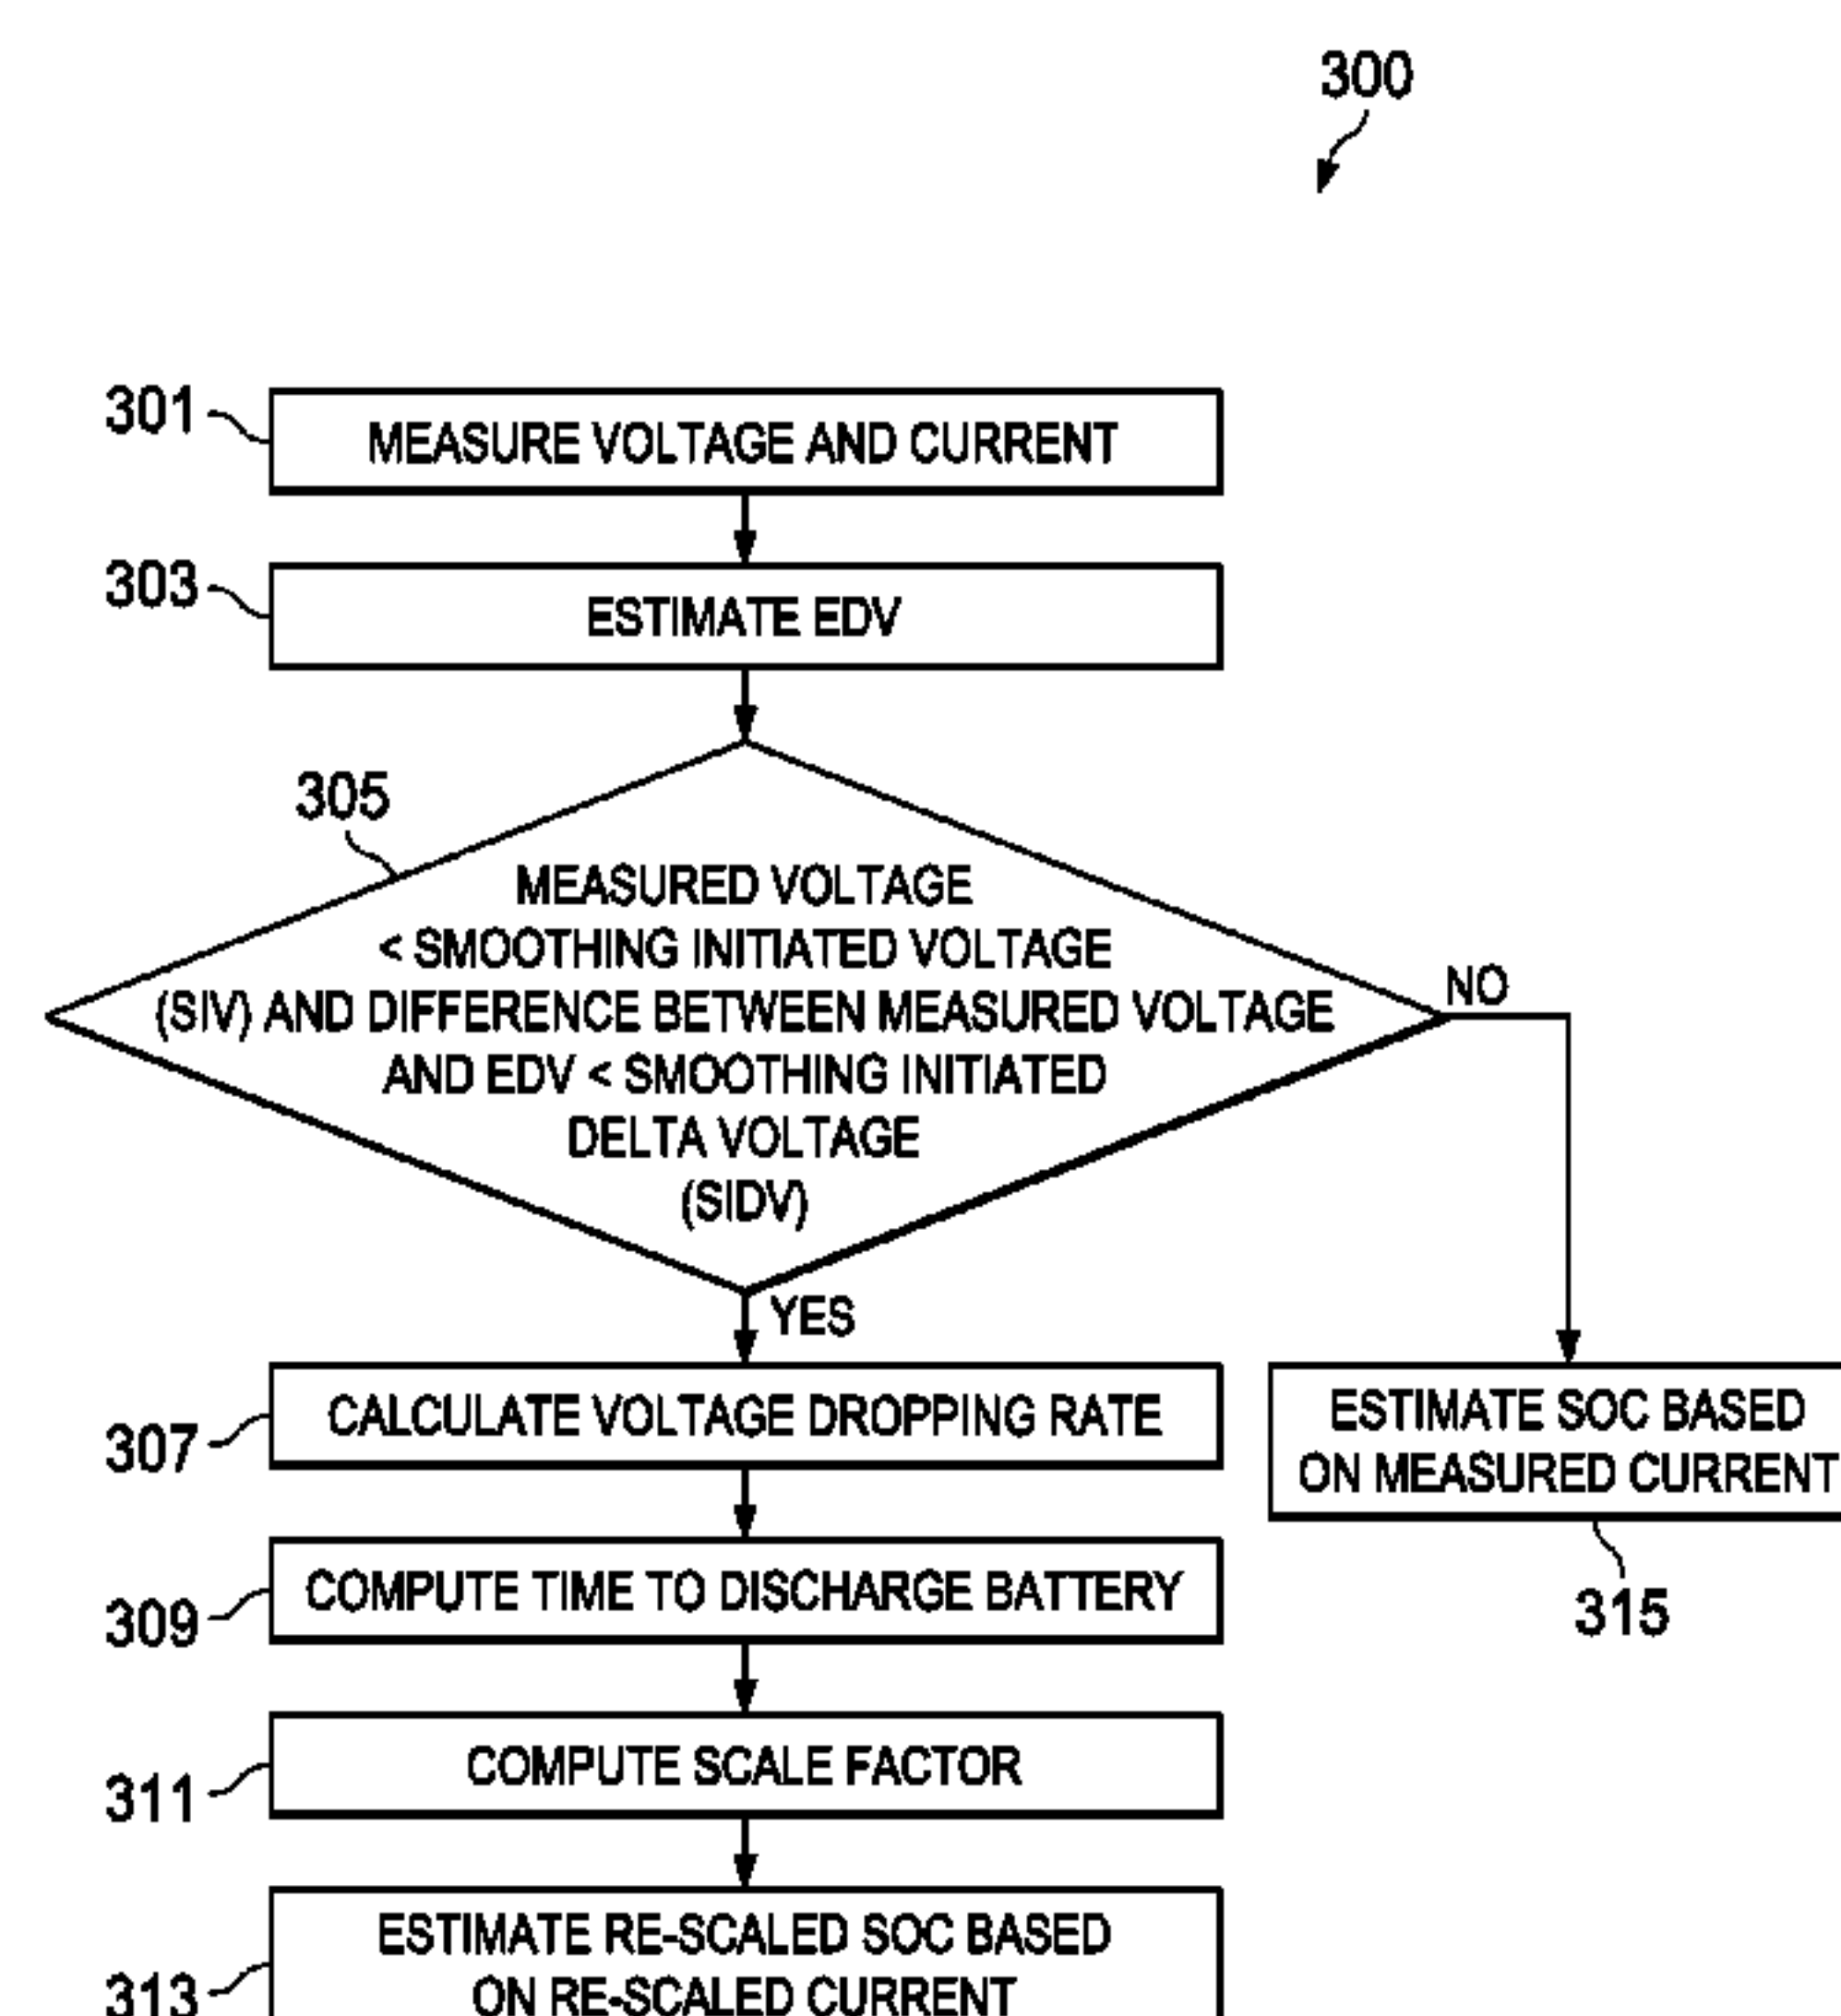 300
301
MEASURE VOLTAGE AND CURRENT
303
ESTIMATE EDV
305
MEASURED VOLTAGE
< SMOOTHING INITIATED VOLTAGE
(SIV) AND DIFFERENCE BETWEEN MEASURED VOLTAGE
AND EDV < SMOOTHING INITIATED
DELTA VOLTAGE
(SIDV)
NO
YES
307
CALCULATE VOLTAGE DROPPING RATE
ESTIMATE SOC BASED
ON MEASURED CURRENT
315
309
COMPUTE TIME TO DISCHARGE BATTERY
311
COMPUTE SCALE FACTOR
313
ESTIMATE RE-SCALED SOC BASED
ON RE-SCALED CURRENT